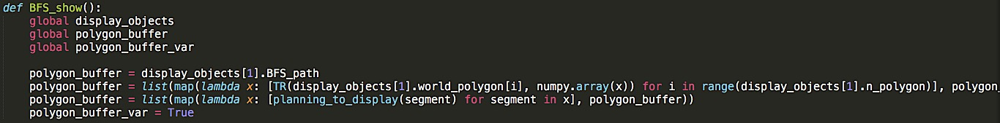 def BFS_show():
    global display_objects
    global polygon_buffer
    global polygon_buffer_var

    polygon_buffer = display_objects[1].BFS_path
    polygon_buffer = list(map(lambda x: [TR(display_objects[1].world_polygon[i], numpy.array(x)) for i in range(display_objects[1].n_polygon)], polygon_
    polygon_buffer = list(map(lambda x: [planning_to_display(segment) for segment in x], polygon_buffer))
    polygon_buffer_var = True